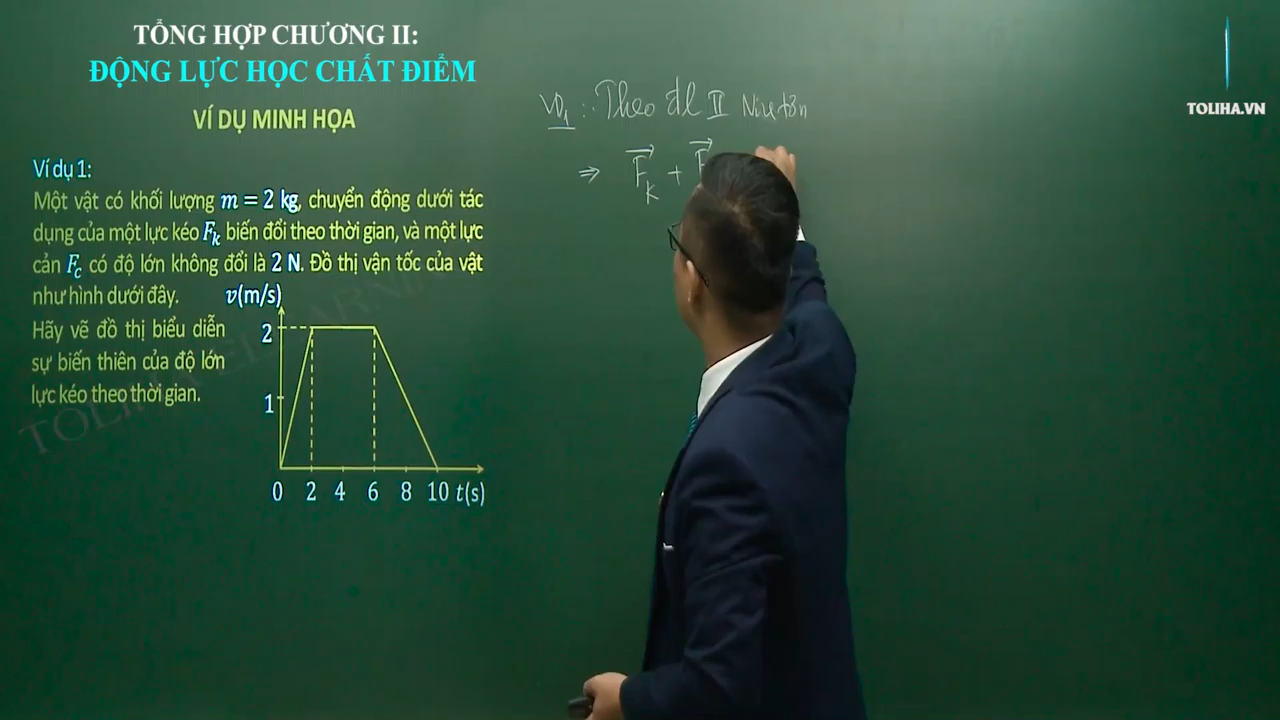 TỔNG HỢP CHƯƠNG II:
ĐỘNG LỰC HỌC CHẤT ĐIỂM
VÍ DỤ MINH HỌA
TOLIHA.VN
Ví dụ 1:
Một vật có khối lượng m = 2 kg, chuyển động dưới tác
dụng của một lực kéo Fk biến đổi theo thời gian, và một lực
cản Fc có độ lớn không đổi là 2 N. Đồ thị vận tốc của vật
như hình dưới đây.
v(m/s)
Hãy vẽ đồ thị biểu diễn
sự biến thiên của độ lớn
lực kéo theo thời gian.
2
1
0 2 4 6 8 10 t(s)
VD1: Theo đl II Niu tơn
⇒ F⃗k + F⃗